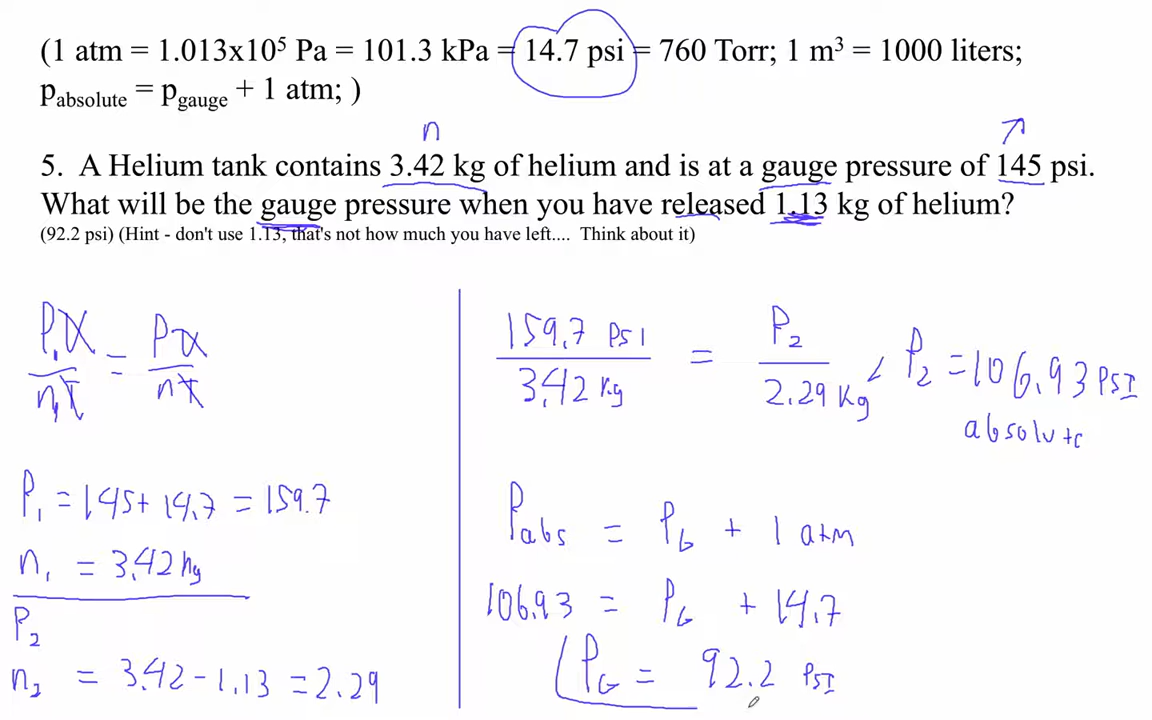 (1 atm = 1.013x10⁵ Pa = 101.3 kPa = 14.7 psi = 760 Torr; 1 m³ = 1000 liters;
p_absolute = p_gauge + 1 atm; )
n
↗
5. A Helium tank contains 3.42 kg of helium and is at a gauge pressure of 145 psi.
What will be the gauge pressure when you have released 1.13 kg of helium?
(92.2 psi) (Hint - don't use 1.13, that's not how much you have left.... Think about it)
P₁V/n₁T = PV/nT
P₁ = 145 + 14.7 = 159.7
n₁ = 3.42 kg
P₂
n₂ = 3.42 - 1.13 = 2.29
159.7 PSI/3.42 kg = P₂/2.29 kg, P₂ = 106.93 PSI
absolute
P_abs = P_G + 1 atm
106.93 = P_G + 14.7
P_G = 92.2 PSI